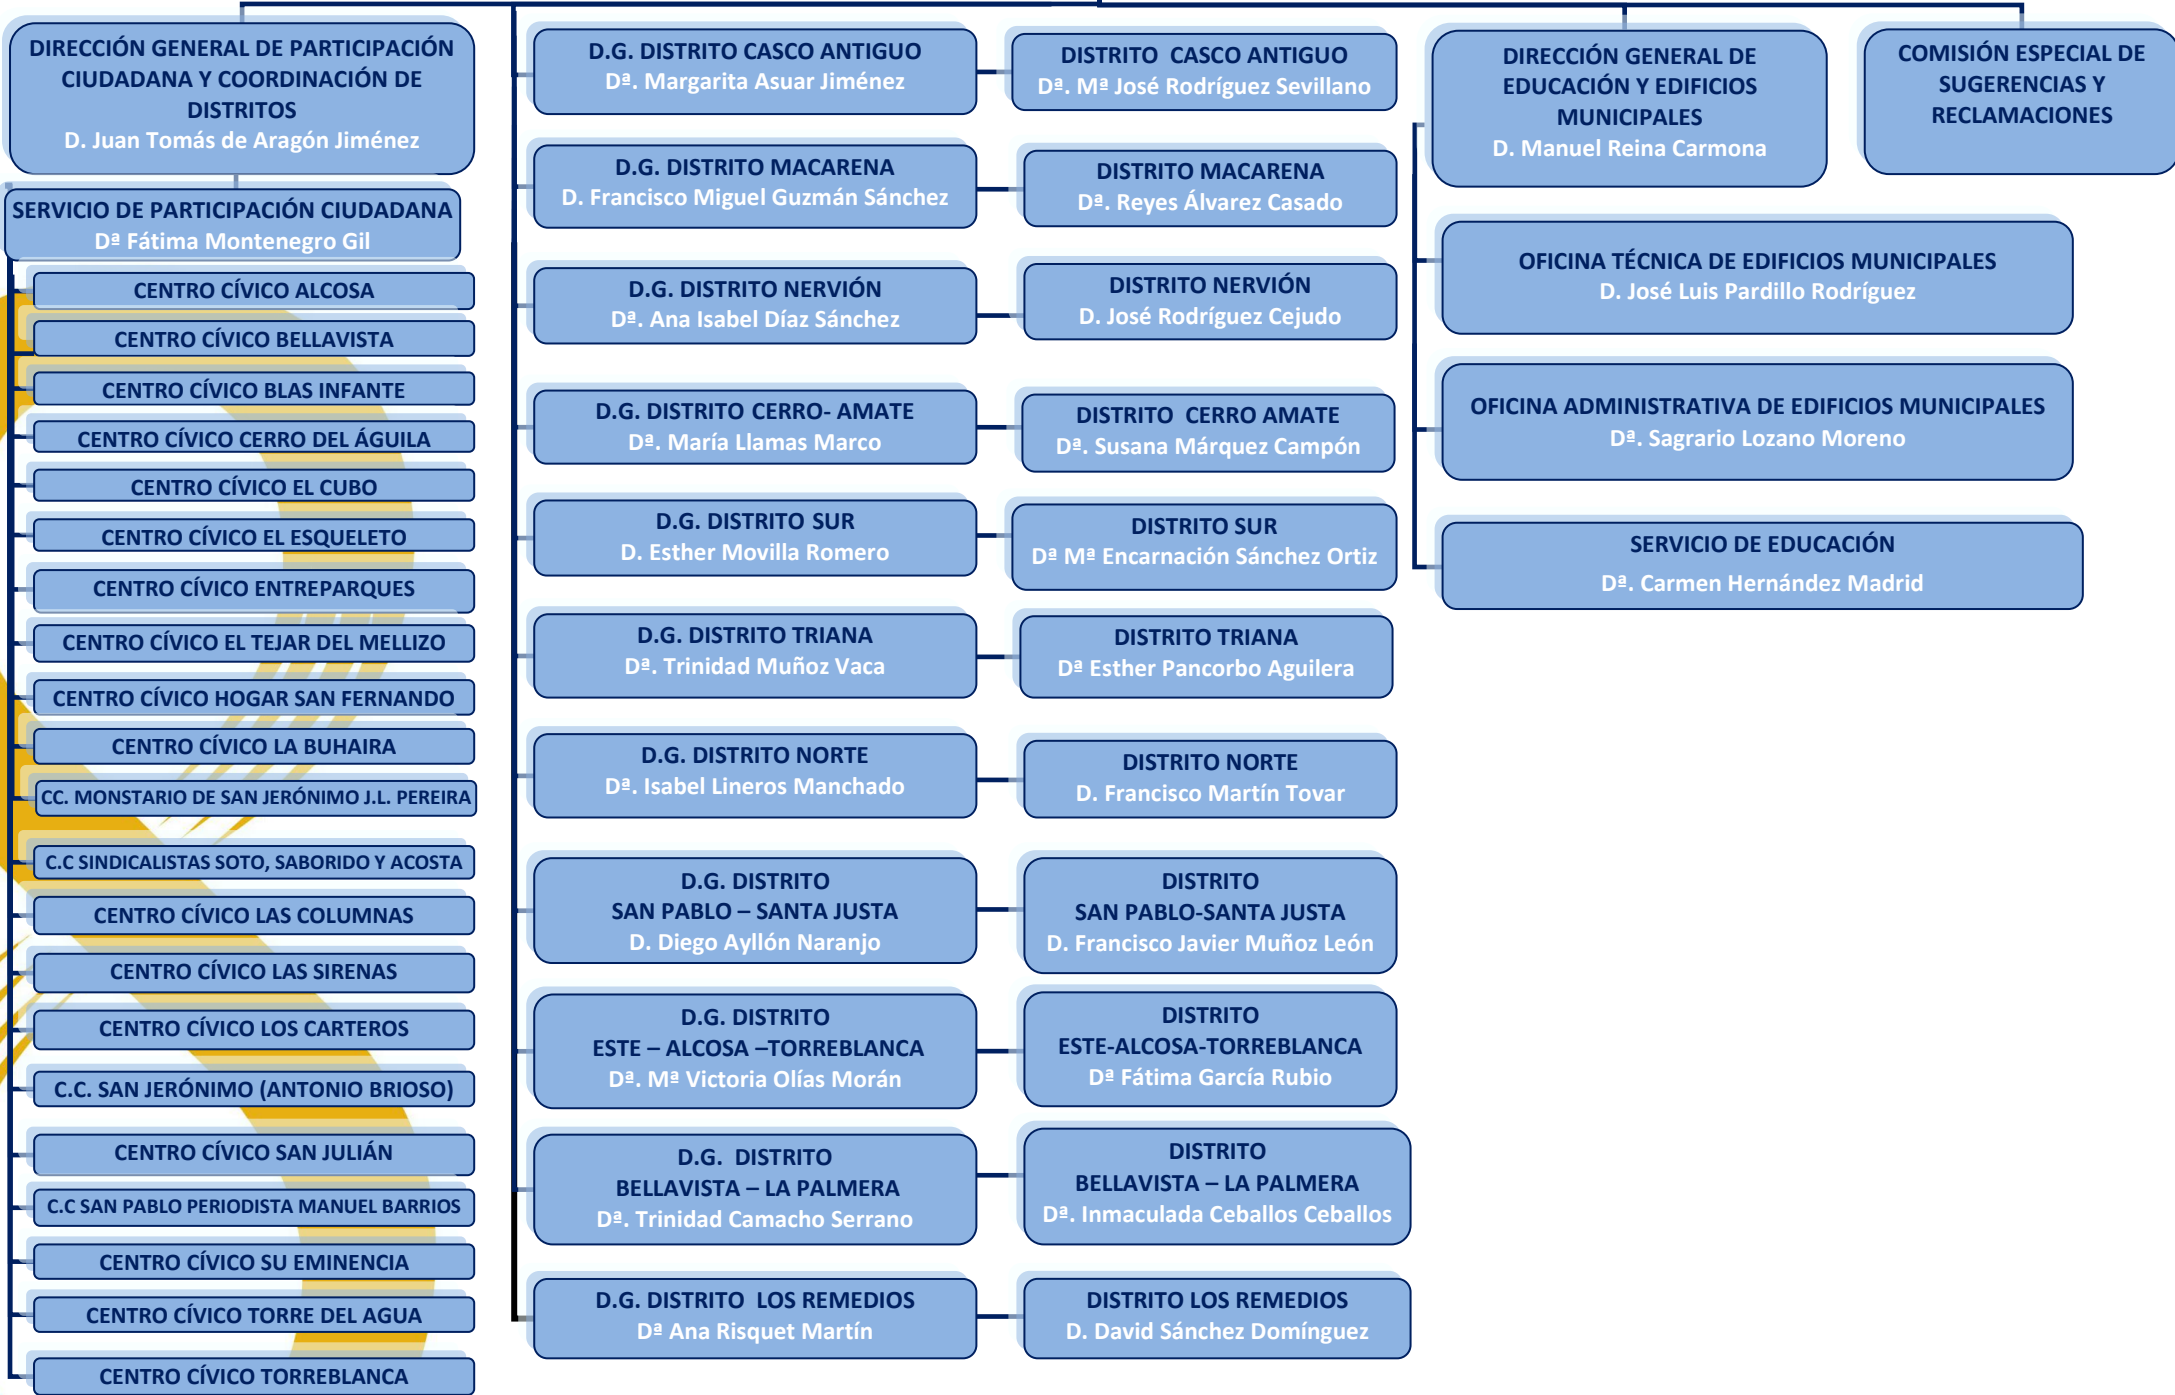 DIRECCIÓN GENERAL DE PARTICIPACIÓN
CIUDADANA Y COORDINACIÓN DE
DISTRITOS
D. Juan Tomás de Aragón Jiménez
SERVICIO DE PARTICIPACIÓN CIUDADANA
Dª Fátima Montenegro Gil
CENTRO CÍVICO ALCOSA
CENTRO CÍVICO BELLAVISTA
CENTRO CÍVICO BLAS INFANTE
CENTRO CÍVICO CERRO DEL ÁGUILA
CENTRO CÍVICO EL CUBO
CENTRO CÍVICO EL ESQUELETO
CENTRO CÍVICO ENTREPARQUES
CENTRO CÍVICO EL TEJAR DEL MELLIZO
CENTRO CÍVICO HOGAR SAN FERNANDO
CENTRO CÍVICO LA BUHAIRA
CC. MONSTARIO DE SAN JERÓNIMO J.L. PEREIRA
C.C SINDICALISTAS SOTO, SABORIDO Y ACOSTA
CENTRO CÍVICO LAS COLUMNAS
CENTRO CÍVICO LAS SIRENAS
CENTRO CÍVICO LOS CARTEROS
C.C. SAN JERÓNIMO (ANTONIO BRIOSO)
CENTRO CÍVICO SAN JULIÁN
C.C SAN PABLO PERIODISTA MANUEL BARRIOS
CENTRO CÍVICO SU EMINENCIA
CENTRO CÍVICO TORRE DEL AGUA
CENTRO CÍVICO TORREBLANCA
D.G. DISTRITO CASCO ANTIGUO
Dª. Margarita Asuar Jiménez
DISTRITO CASCO ANTIGUO
Dª. Mª José Rodríguez Sevillano
D.G. DISTRITO MACARENA
D. Francisco Miguel Guzmán Sánchez
DISTRITO MACARENA
Dª. Reyes Álvarez Casado
D.G. DISTRITO NERVIÓN
Dª. Ana Isabel Díaz Sánchez
DISTRITO NERVIÓN
D. José Rodríguez Cejudo
D.G. DISTRITO CERRO- AMATE
Dª. María Llamas Marco
DISTRITO CERRO AMATE
Dª. Susana Márquez Campón
D.G. DISTRITO SUR
D. Esther Movilla Romero
DISTRITO SUR
Dª Mª Encarnación Sánchez Ortiz
D.G. DISTRITO TRIANA
Dª. Trinidad Muñoz Vaca
DISTRITO TRIANA
Dª Esther Pancorbo Aguilera
D.G. DISTRITO NORTE
Dª. Isabel Lineros Manchado
DISTRITO NORTE
D. Francisco Martín Tovar
D.G. DISTRITO
SAN PABLO – SANTA JUSTA
D. Diego Ayllón Naranjo
DISTRITO
SAN PABLO-SANTA JUSTA
D. Francisco Javier Muñoz León
D.G. DISTRITO
ESTE – ALCOSA –TORREBLANCA
Dª. Mª Victoria Olías Morán
DISTRITO
ESTE-ALCOSA-TORREBLANCA
Dª Fátima García Rubio
D.G. DISTRITO
BELLAVISTA – LA PALMERA
Dª. Trinidad Camacho Serrano
DISTRITO
BELLAVISTA – LA PALMERA
Dª. Inmaculada Ceballos Ceballos
D.G. DISTRITO LOS REMEDIOS
Dª Ana Risquet Martín
DISTRITO LOS REMEDIOS
D. David Sánchez Domínguez
DIRECCIÓN GENERAL DE
EDUCACIÓN Y EDIFICIOS
MUNICIPALES
D. Manuel Reina Carmona
OFICINA TÉCNICA DE EDIFICIOS MUNICIPALES
D. José Luis Pardillo Rodríguez
OFICINA ADMINISTRATIVA DE EDIFICIOS MUNICIPALES
Dª. Sagrario Lozano Moreno
SERVICIO DE EDUCACIÓN
Dª. Carmen Hernández Madrid
COMISIÓN ESPECIAL DE
SUGERENCIAS Y
RECLAMACIONES